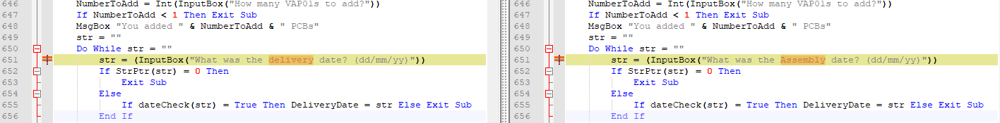 646 NumberToAdd = Int(InputBox("How many VAP0ls to add?"))
647 If NumberToAdd < 1 Then Exit Sub
648 MsgBox "You added " & NumberToAdd & " PCBs"
649 str = ""
650 Do While str = ""
651 str = (InputBox("What was the delivery date? (dd/mm/yy)"))
652 If StrPtr(str) = 0 Then
653 Exit Sub
654 Else
655 If dateCheck(str) = True Then DeliveryDate = str Else Exit Sub
656 End If
646 NumberToAdd = Int(InputBox("How many VAP0ls to add?"))
647 If NumberToAdd < 1 Then Exit Sub
648 MsgBox "You added " & NumberToAdd & " PCBs"
649 str = ""
650 Do While str = ""
651 str = (InputBox("What was the Assembly date? (dd/mm/yy)"))
652 If StrPtr(str) = 0 Then
653 Exit Sub
654 Else
655 If dateCheck(str) = True Then DeliveryDate = str Else Exit Sub
656 End If